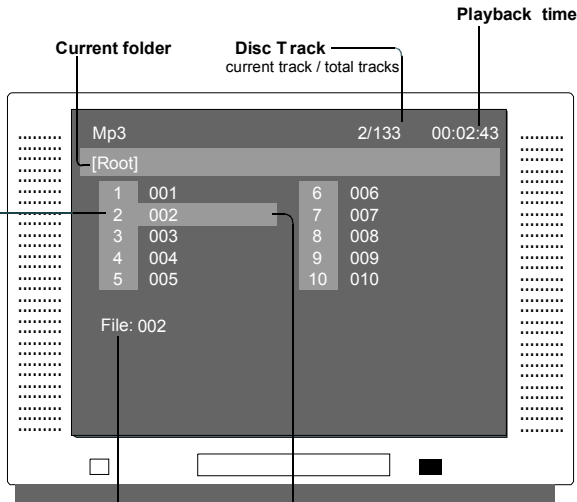 Playback time
Current folder
Disc Track
current track / total tracks
Mp3 2/133 00:02:43
[Root]
1 001 6 006
2 002 7 007
3 003 8 008
4 004 9 009
5 005 10 010
File: 002